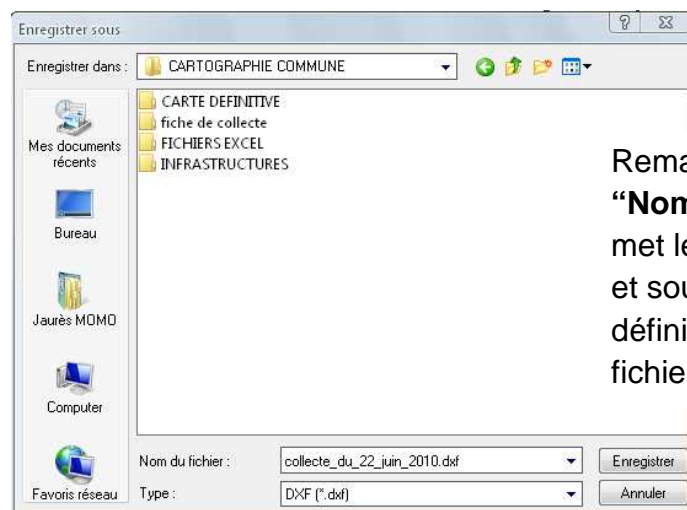 Enregistrer sous
Enregistrer dans :
CARTOGRAPHIE COMMUNE
CARTE DEFINITIVE
fiche de collecte
FICHIERS EXCEL
INFRASTRUCTURES
Mes documents
récents
Bureau
Jaurès MOMO
Computer
Favoris réseau
Nom du fichier :
collecte_du_22_juin_2010.dxf
Enregistrer
Type :
DXF (*.dxf)
Annuler
Rema
“Nom
met le
et sou
défini
fichie